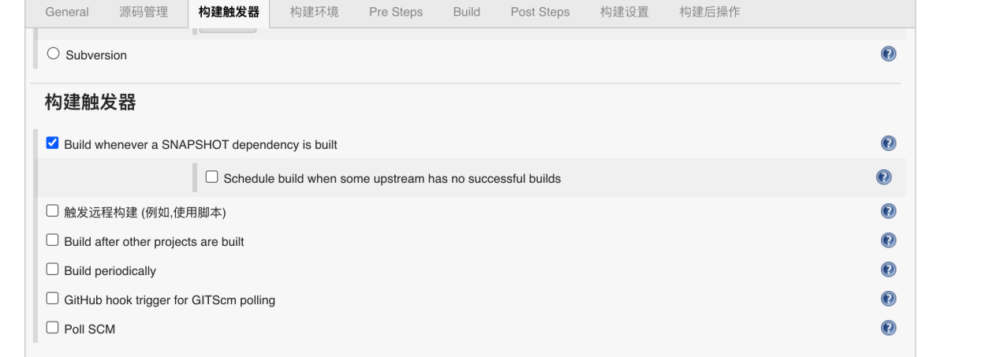 General 源码管理 构建触发器 构建环境 Pre Steps Build Post Steps 构建设置 构建后操作
Subversion
构建触发器
Build whenever a SNAPSHOT dependency is built
Schedule build when some upstream has no successful builds
触发远程构建 (例如,使用脚本)
Build after other projects are built
Build periodically
GitHub hook trigger for GITScm polling
Poll SCM